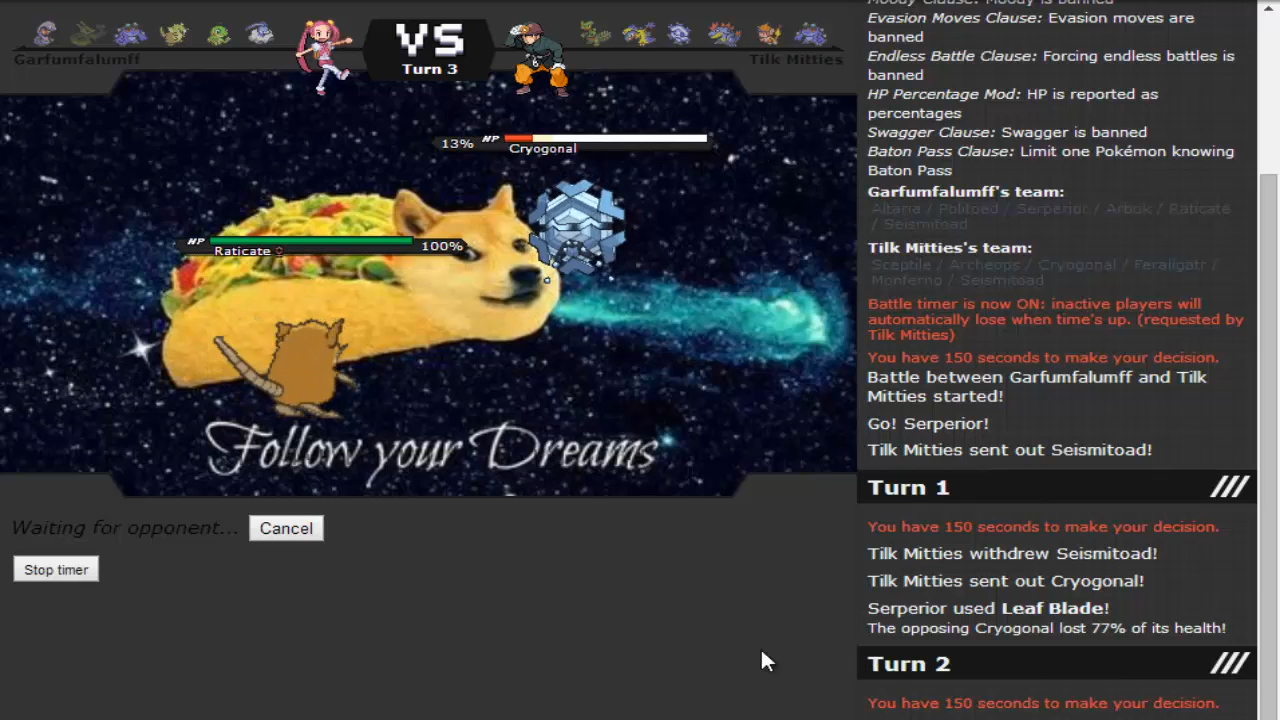 Garfumfalumff
VS
Turn 3
Tilk Mitties
13% HP
Cryogonal
HP 100%
Raticate
Follow your Dreams
Waiting for opponent... Cancel
Stop timer
Moody Clause: Moody is banned
Evasion Moves Clause: Evasion moves are
banned
Endless Battle Clause: Forcing endless battles is
banned
HP Percentage Mod: HP is reported as
percentages
Swagger Clause: Swagger is banned
Baton Pass Clause: Limit one Pokémon knowing
Baton Pass
Garfumfalumff's team:
Altaria / Politoed / Serperior / Arbok / Raticate
/ Seismitoad
Tilk Mitties's team:
Sceptile / Archeops / Cryogonal / Feraligatr /
Monferno / Seismitoad
Battle timer is now ON: inactive players will
automatically lose when time's up. (requested by
Tilk Mitties)
You have 150 seconds to make your decision.
Battle between Garfumfalumff and Tilk
Mitties started!
Go! Serperior!
Tilk Mitties sent out Seismitoad!
Turn 1
You have 150 seconds to make your decision.
Tilk Mitties withdrew Seismitoad!
Tilk Mitties sent out Cryogonal!
Serperior used Leaf Blade!
The opposing Cryogonal lost 77% of its health!
Turn 2
You have 150 seconds to make your decision.